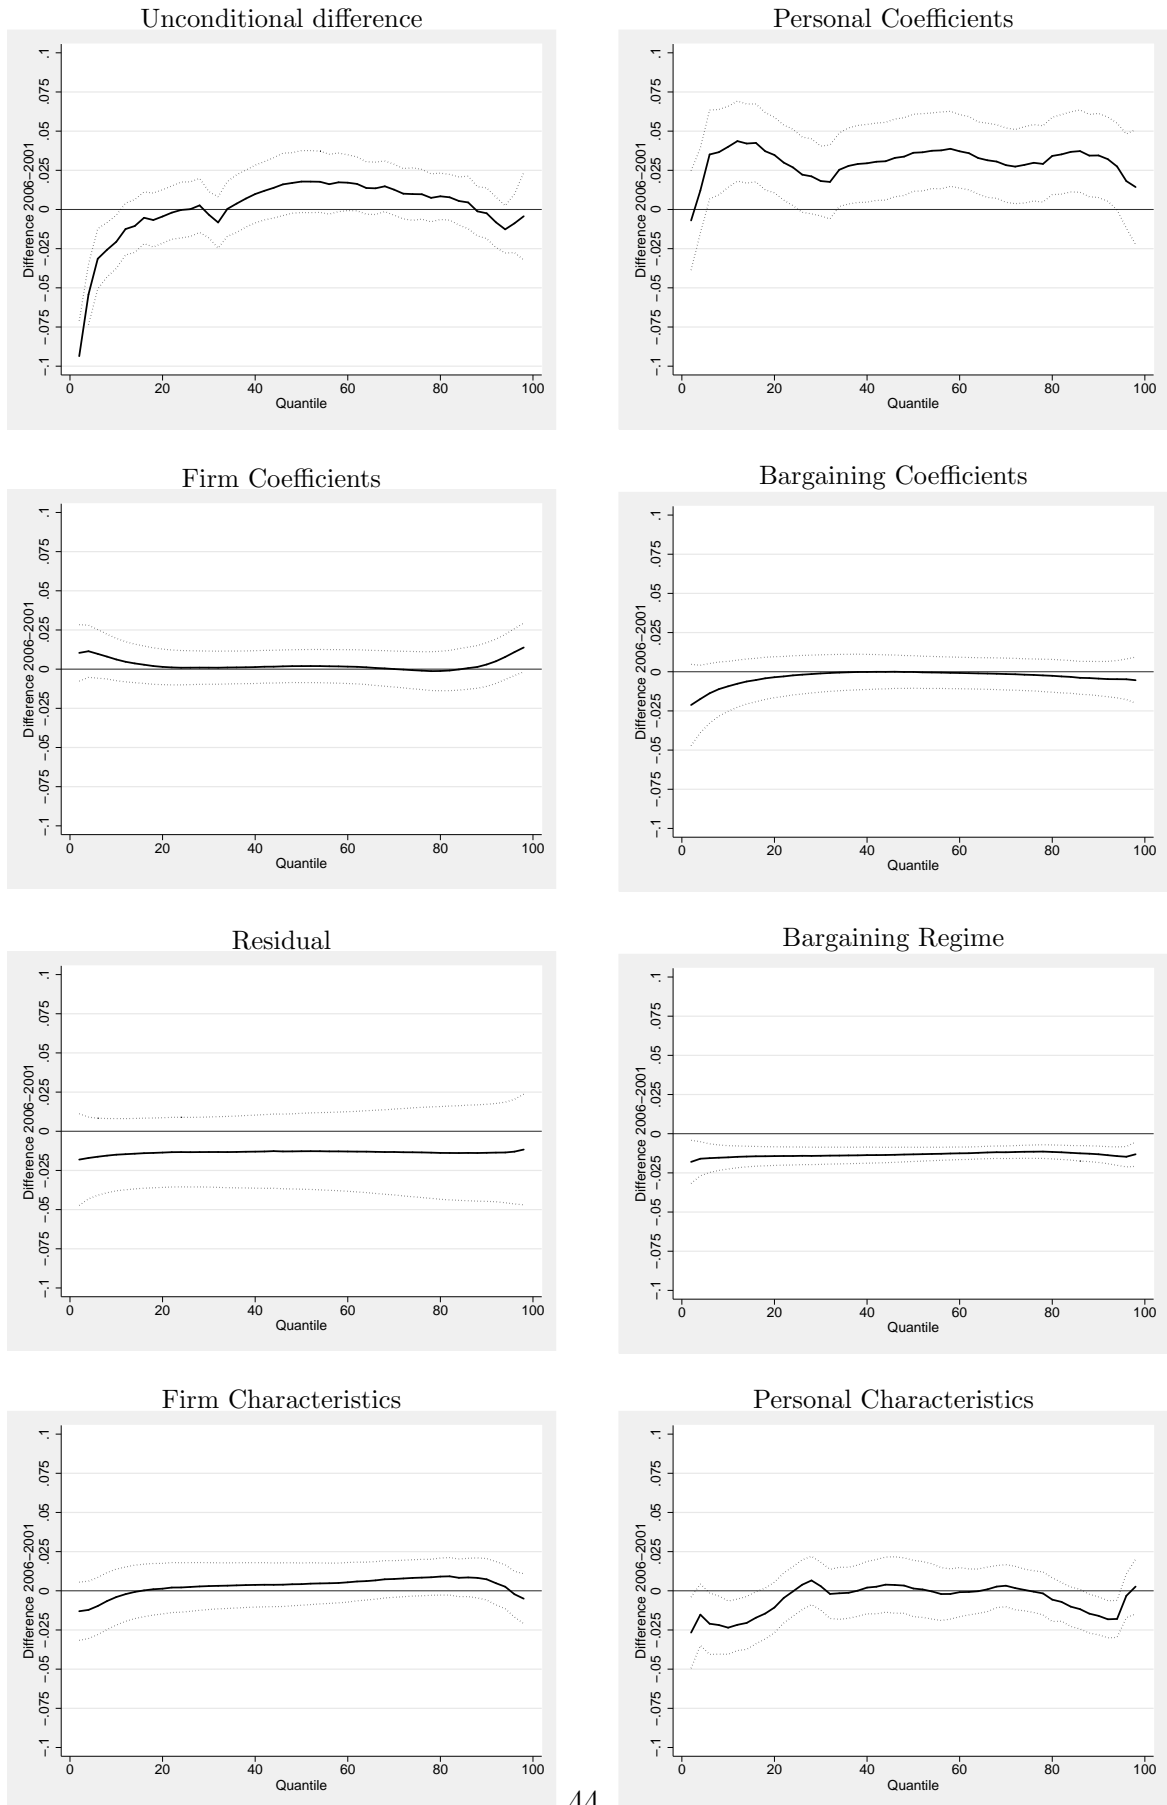 Unconditional difference
Difference 2006−2001
.1
.075
.05
.025
0
−.025
−.05
−.075
−.1
0 20 40 60 80 100
Quantile
Personal Coefficients
Difference 2006−2001
.1
.075
.05
.025
0
−.025
−.05
−.075
−.1
0 20 40 60 80 100
Quantile
Firm Coefficients
Difference 2006−2001
.1
.075
.05
.025
0
−.025
−.05
−.075
−.1
0 20 40 60 80 100
Quantile
Bargaining Coefficients
Difference 2006−2001
.1
.075
.05
.025
0
−.025
−.05
−.075
−.1
0 20 40 60 80 100
Quantile
Residual
Difference 2006−2001
.1
.075
.05
.025
0
−.025
−.05
−.075
−.1
0 20 40 60 80 100
Quantile
Bargaining Regime
Difference 2006−2001
.1
.075
.05
.025
0
−.025
−.05
−.075
−.1
0 20 40 60 80 100
Quantile
Firm Characteristics
Difference 2006−2001
.1
.075
.05
.025
0
−.025
−.05
−.075
−.1
0 20 40 60 80 100
Quantile
Personal Characteristics
Difference 2006−2001
.1
.075
.05
.025
0
−.025
−.05
−.075
−.1
0 20 40 60 80 100
Quantile
44